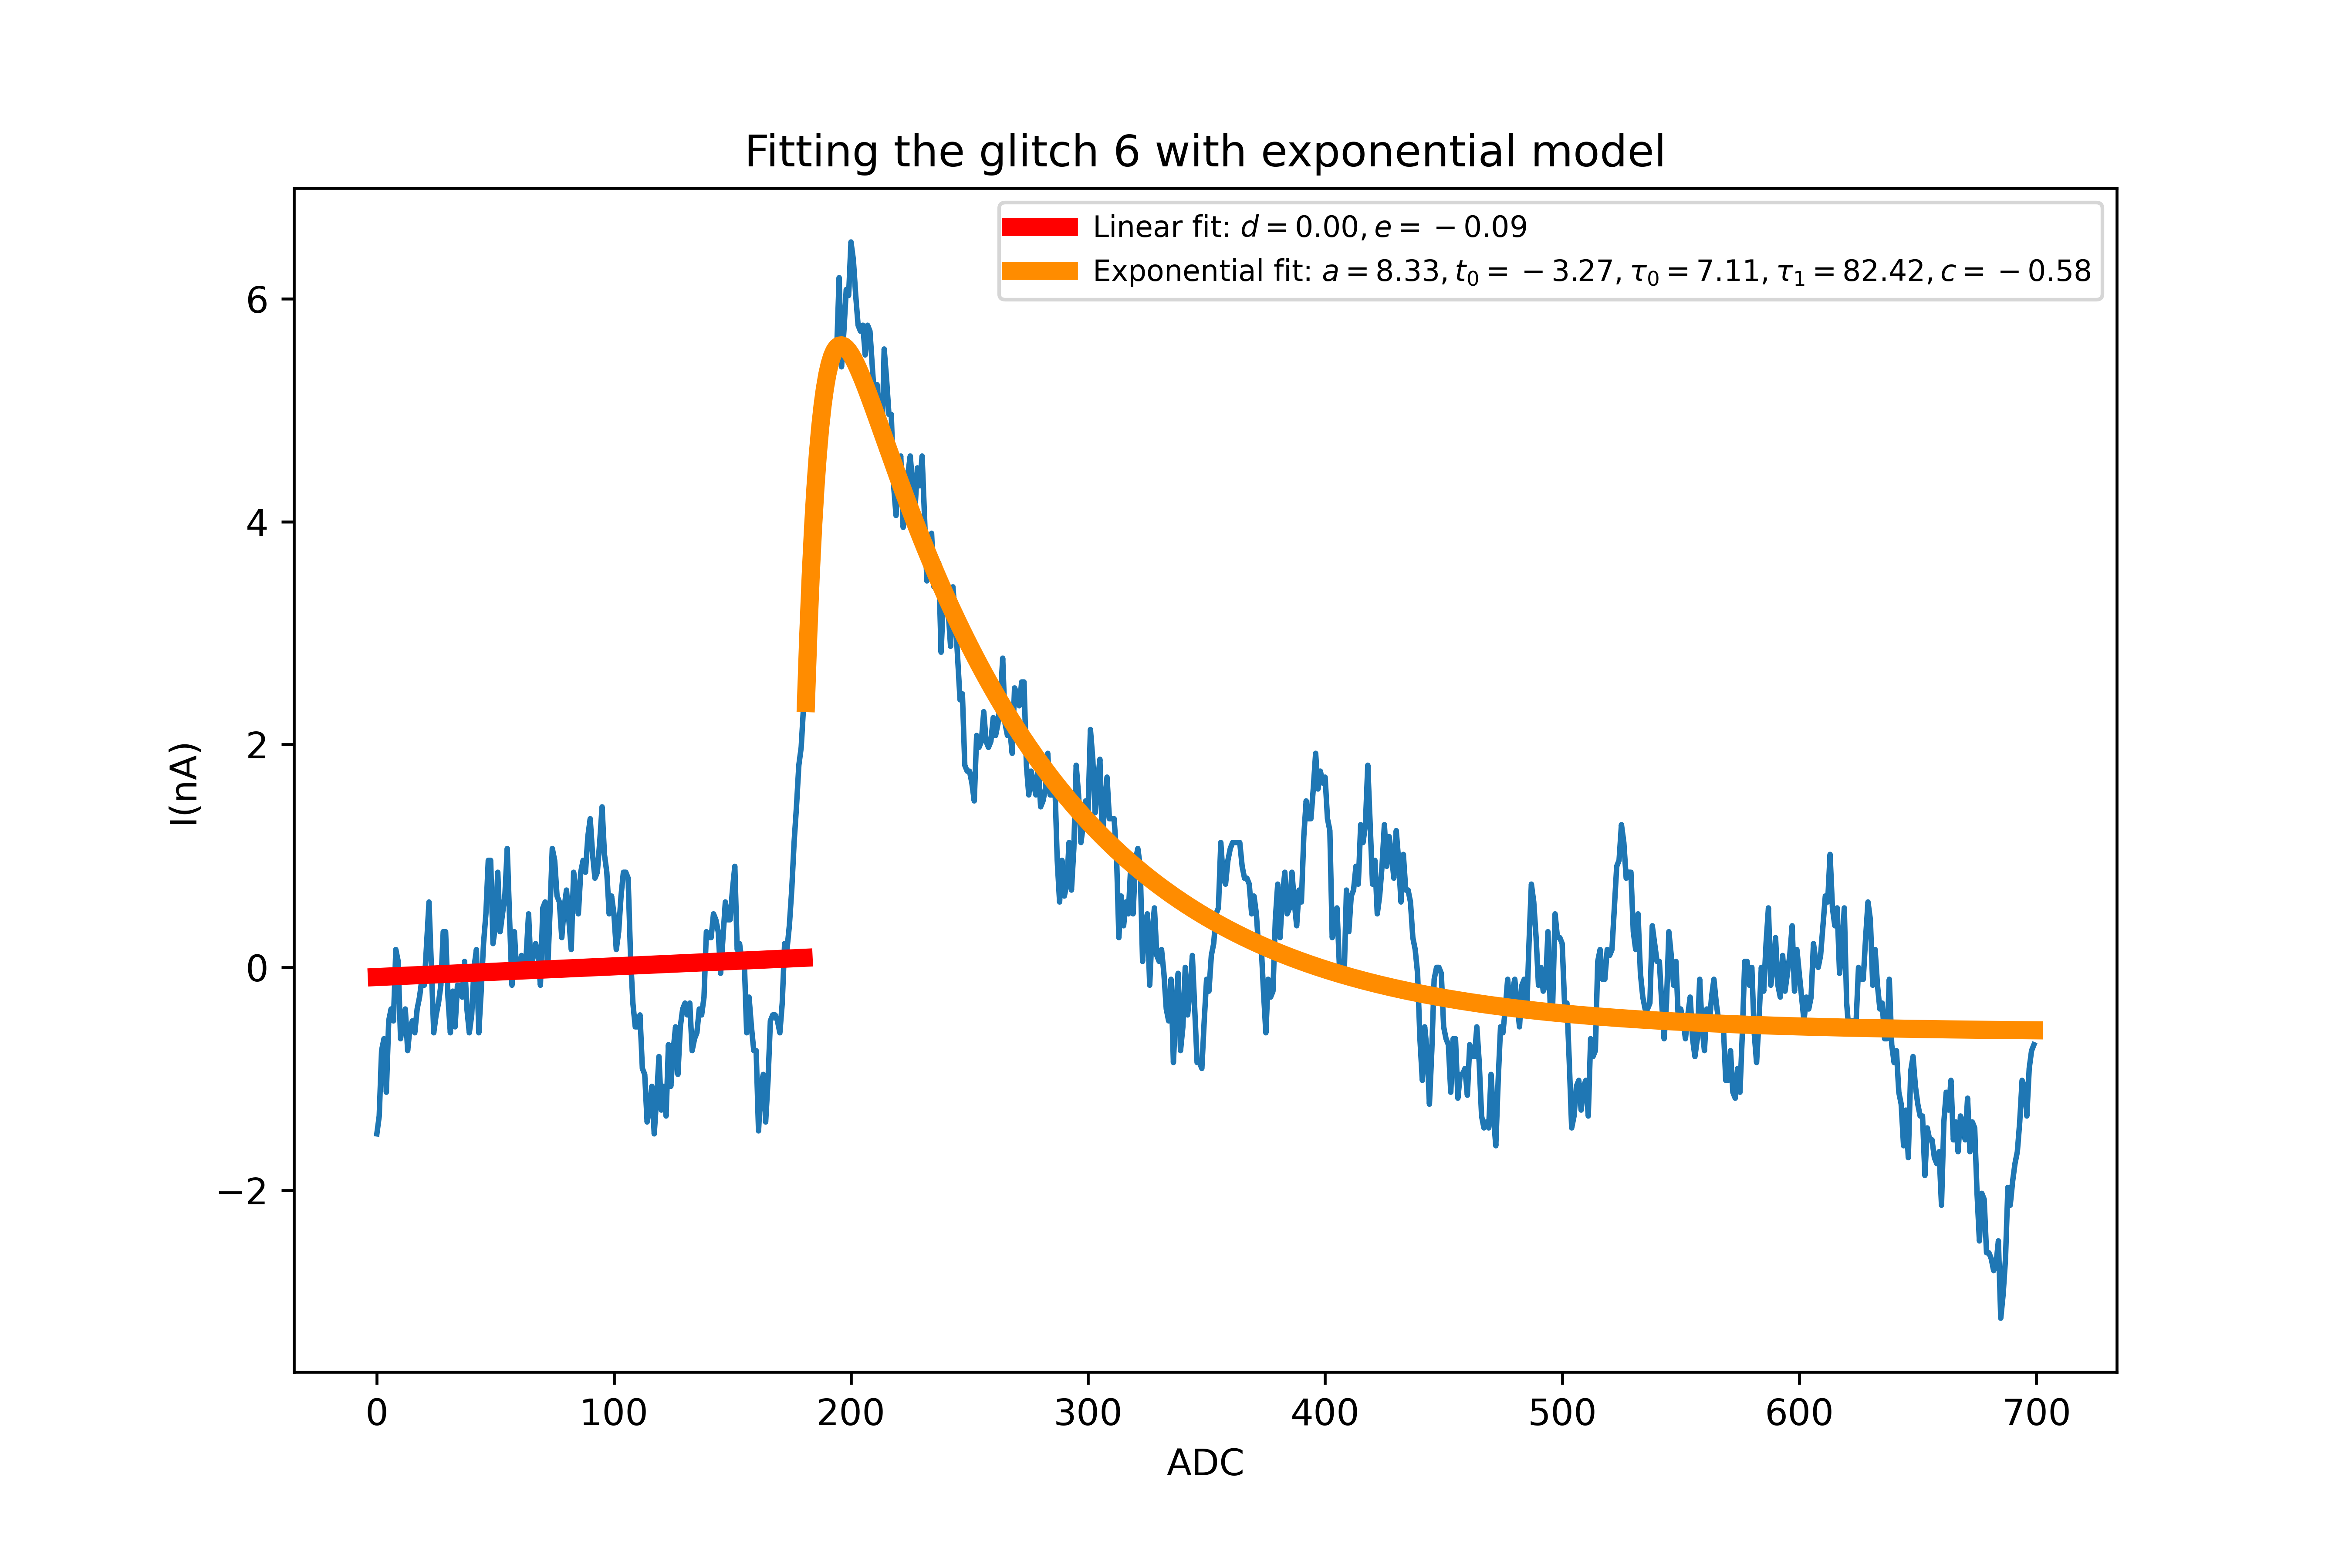 Fitting the glitch 6 with exponential model
Linear fit: d = 0.00, e = −0.09
Exponential fit: a = 8.33, t₀ = −3.27, τ₀ = 7.11, τ₁ = 82.42, c = −0.58
6
4
2
0
−2
I(nA)
0 100 200 300 400 500 600 700
ADC